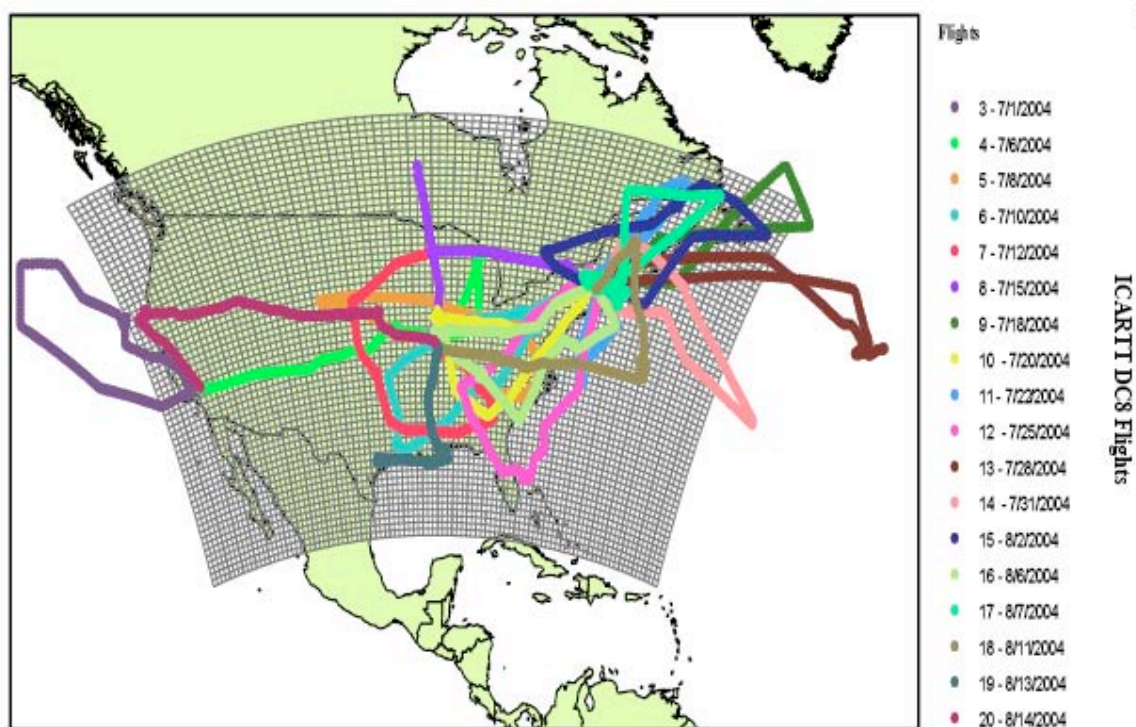 Flights
3 - 7/1/2004
4 - 7/6/2004
5 - 7/8/2004
6 - 7/10/2004
7 - 7/12/2004
8 - 7/15/2004
9 - 7/18/2004
10 - 7/20/2004
11 - 7/22/2004
12 - 7/25/2004
13 - 7/28/2004
14 - 7/31/2004
15 - 8/2/2004
16 - 8/6/2004
17 - 8/7/2004
18 - 8/11/2004
19 - 8/13/2004
20 - 8/14/2004
ICARTT DC8 Flights